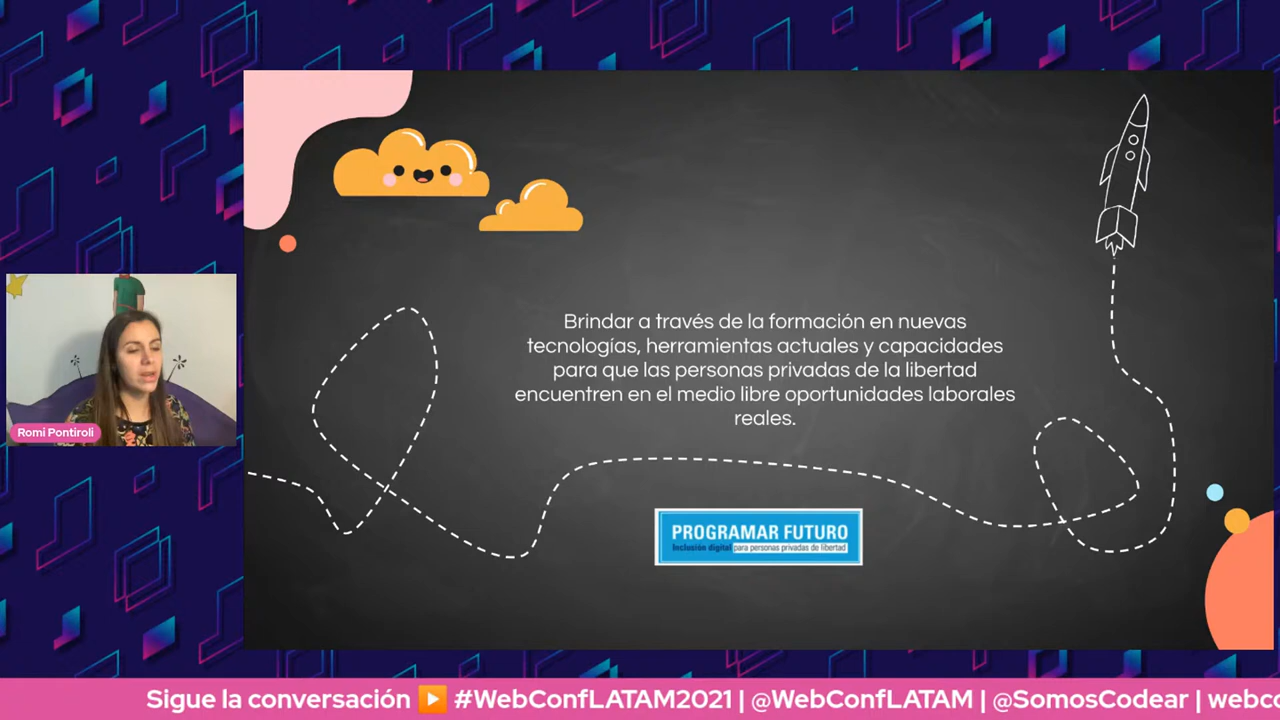 Brindar a través de la formación en nuevas
tecnologías, herramientas actuales y capacidades
para que las personas privadas de la libertad
encuentren en el medio libre oportunidades laborales
reales.
PROGRAMAR FUTURO
Inclusión digital para personas privadas de libertad
Romi Pontiroli
Sigue la conversación ▶️ #WebConfLATAM2021 | @WebConfLATAM | @SomosCodear | webc